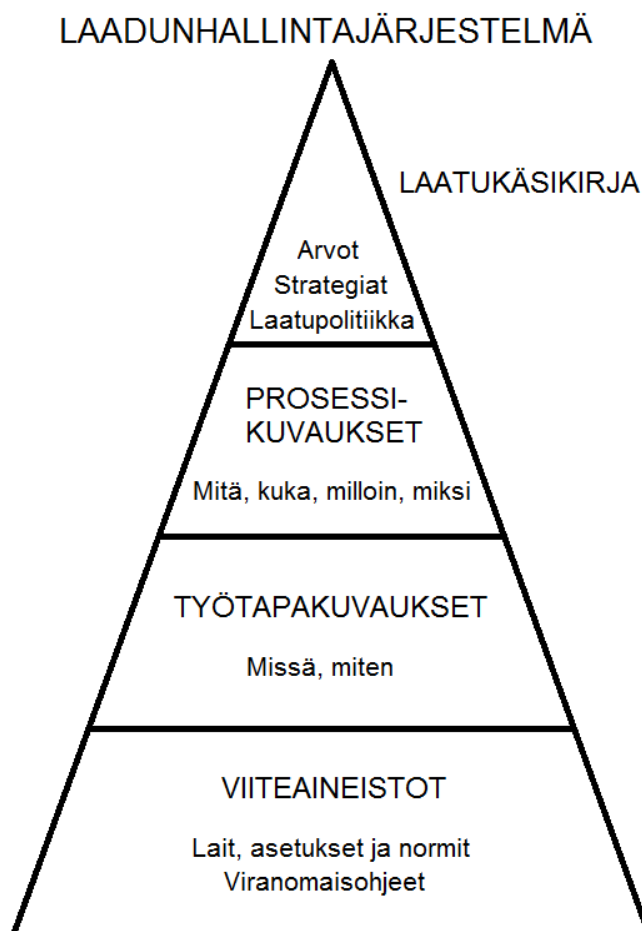 LAADUNHALLINTAJÄRJESTELMÄ
LAATUKÄSIKIRJA
Arvot
Strategiat
Laatupolitiikka
PROSESSI-
KUVAUKSET
Mitä, kuka, milloin, miksi
TYÖTAPAKUVAUKSET
Missä, miten
VIITEAINEISTOT
Lait, asetukset ja normit
Viranomaisohjeet